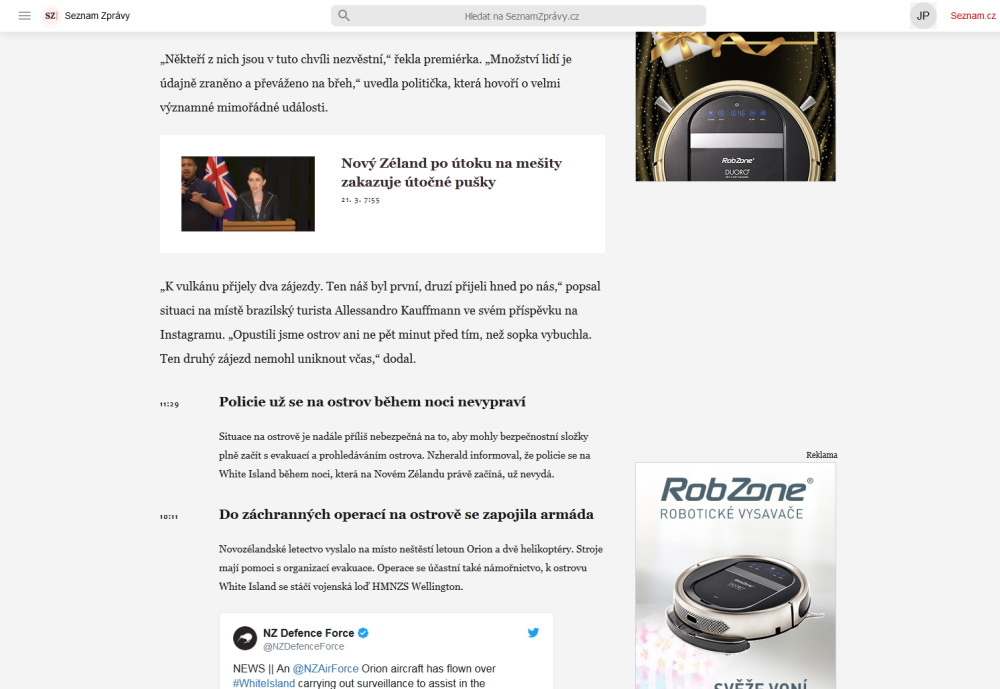 SZ
Seznam Zprávy
Hledat na SeznamZprávy.cz
JP
Seznam.cz
„Někteří z nich jsou v tuto chvíli nezvěstní,“ řekla premiérka. „Množství lidí je
údajně zraněno a převáženo na břeh,“ uvedla politička, která hovoří o velmi
významné mimořádné události.
Nový Zéland po útoku na mešity
zakazuje útočné pušky
21. 3. 7:55
„K vulkánu přijely dva zájezdy. Ten náš byl první, druzí přijeli hned po nás,“ popsal
situaci na místě brazilský turista Allessandro Kauffmann ve svém příspěvku na
Instagramu. „Opustili jsme ostrov ani ne pět minut před tím, než sopka vybuchla.
Ten druhý zájezd nemohl uniknout včas,“ dodal.
11:29
Policie už se na ostrov během noci nevypraví
Situace na ostrově je nadále příliš nebezpečná na to, aby mohly bezpečnostní složky
plně začít s evakuací a prohledáváním ostrova. Nzherald informoval, že policie se na
White Island během noci, která na Novém Zélandu právě začíná, už nevydá.
10:11
Do záchranných operací na ostrově se zapojila armáda
Novozélandské letectvo vyslalo na místo neštěstí letoun Orion a dvě helikoptéry. Stroje
mají pomoci s organizací evakuace. Operace se účastní také námořnictvo, k ostrovu
White Island se stáčí vojenská loď HMNZS Wellington.
NZ Defence Force
@NZDefenceForce
NEWS || An @NZAirForce Orion aircraft has flown over
#WhiteIsland carrying out surveillance to assist in the
RobZone®
DUORO
Reklama
RobZone®
ROBOTICKÉ VYSAVAČE
RobZone
SVĚŽE VONÍ